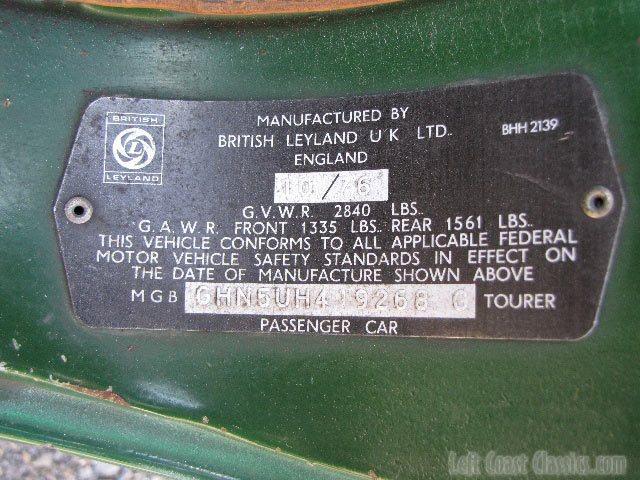 BRITISH
L
LEYLAND
MANUFACTURED BY
BRITISH LEYLAND U K LTD.
BHH 2139
ENGLAND
10 / 6
G.V.W.R. 2840 LBS.
G.A.W.R. FRONT 1335 LBS. REAR 1561 LBS.
THIS VEHICLE CONFORMS TO ALL APPLICABLE FEDERAL
MOTOR VEHICLE SAFETY STANDARDS IN EFFECT ON
THE DATE OF MANUFACTURE SHOWN ABOVE
MGB GHN5UH419268 G TOURER
PASSENGER CAR
Left Coast Classics.com